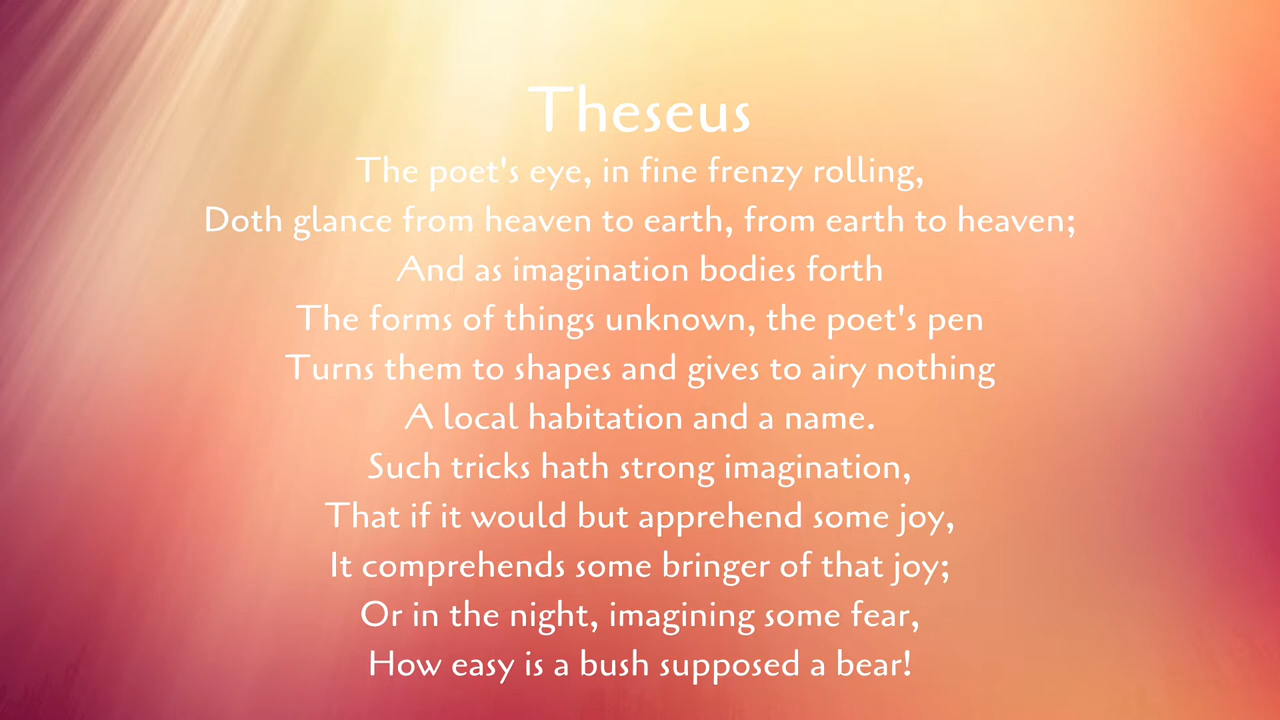 Theseus
The poet's eye, in fine frenzy rolling,
Doth glance from heaven to earth, from earth to heaven;
And as imagination bodies forth
The forms of things unknown, the poet's pen
Turns them to shapes and gives to airy nothing
A local habitation and a name.
Such tricks hath strong imagination,
That if it would but apprehend some joy,
It comprehends some bringer of that joy;
Or in the night, imagining some fear,
How easy is a bush supposed a bear!